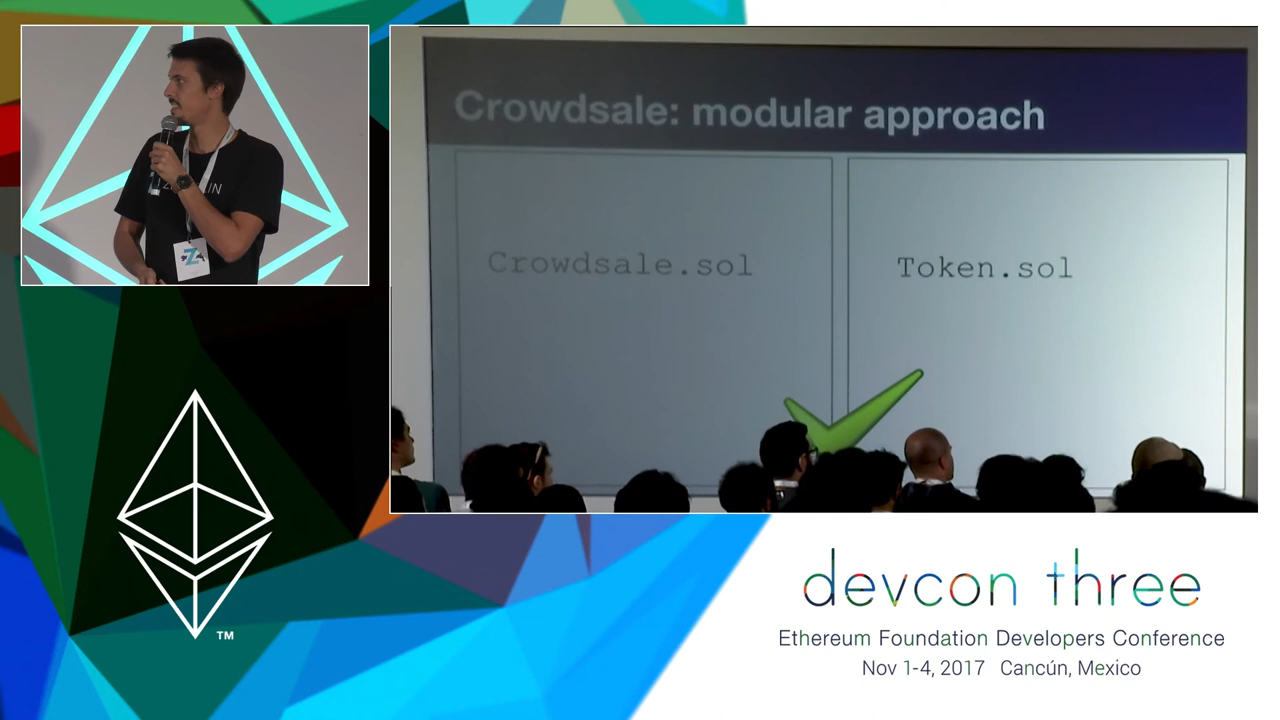 Crowdsale: modular approach
Crowdsale.sol
Token.sol
TM
devcon three
Ethereum Foundation Developers Conference
Nov 1-4, 2017 Cancún, Mexico